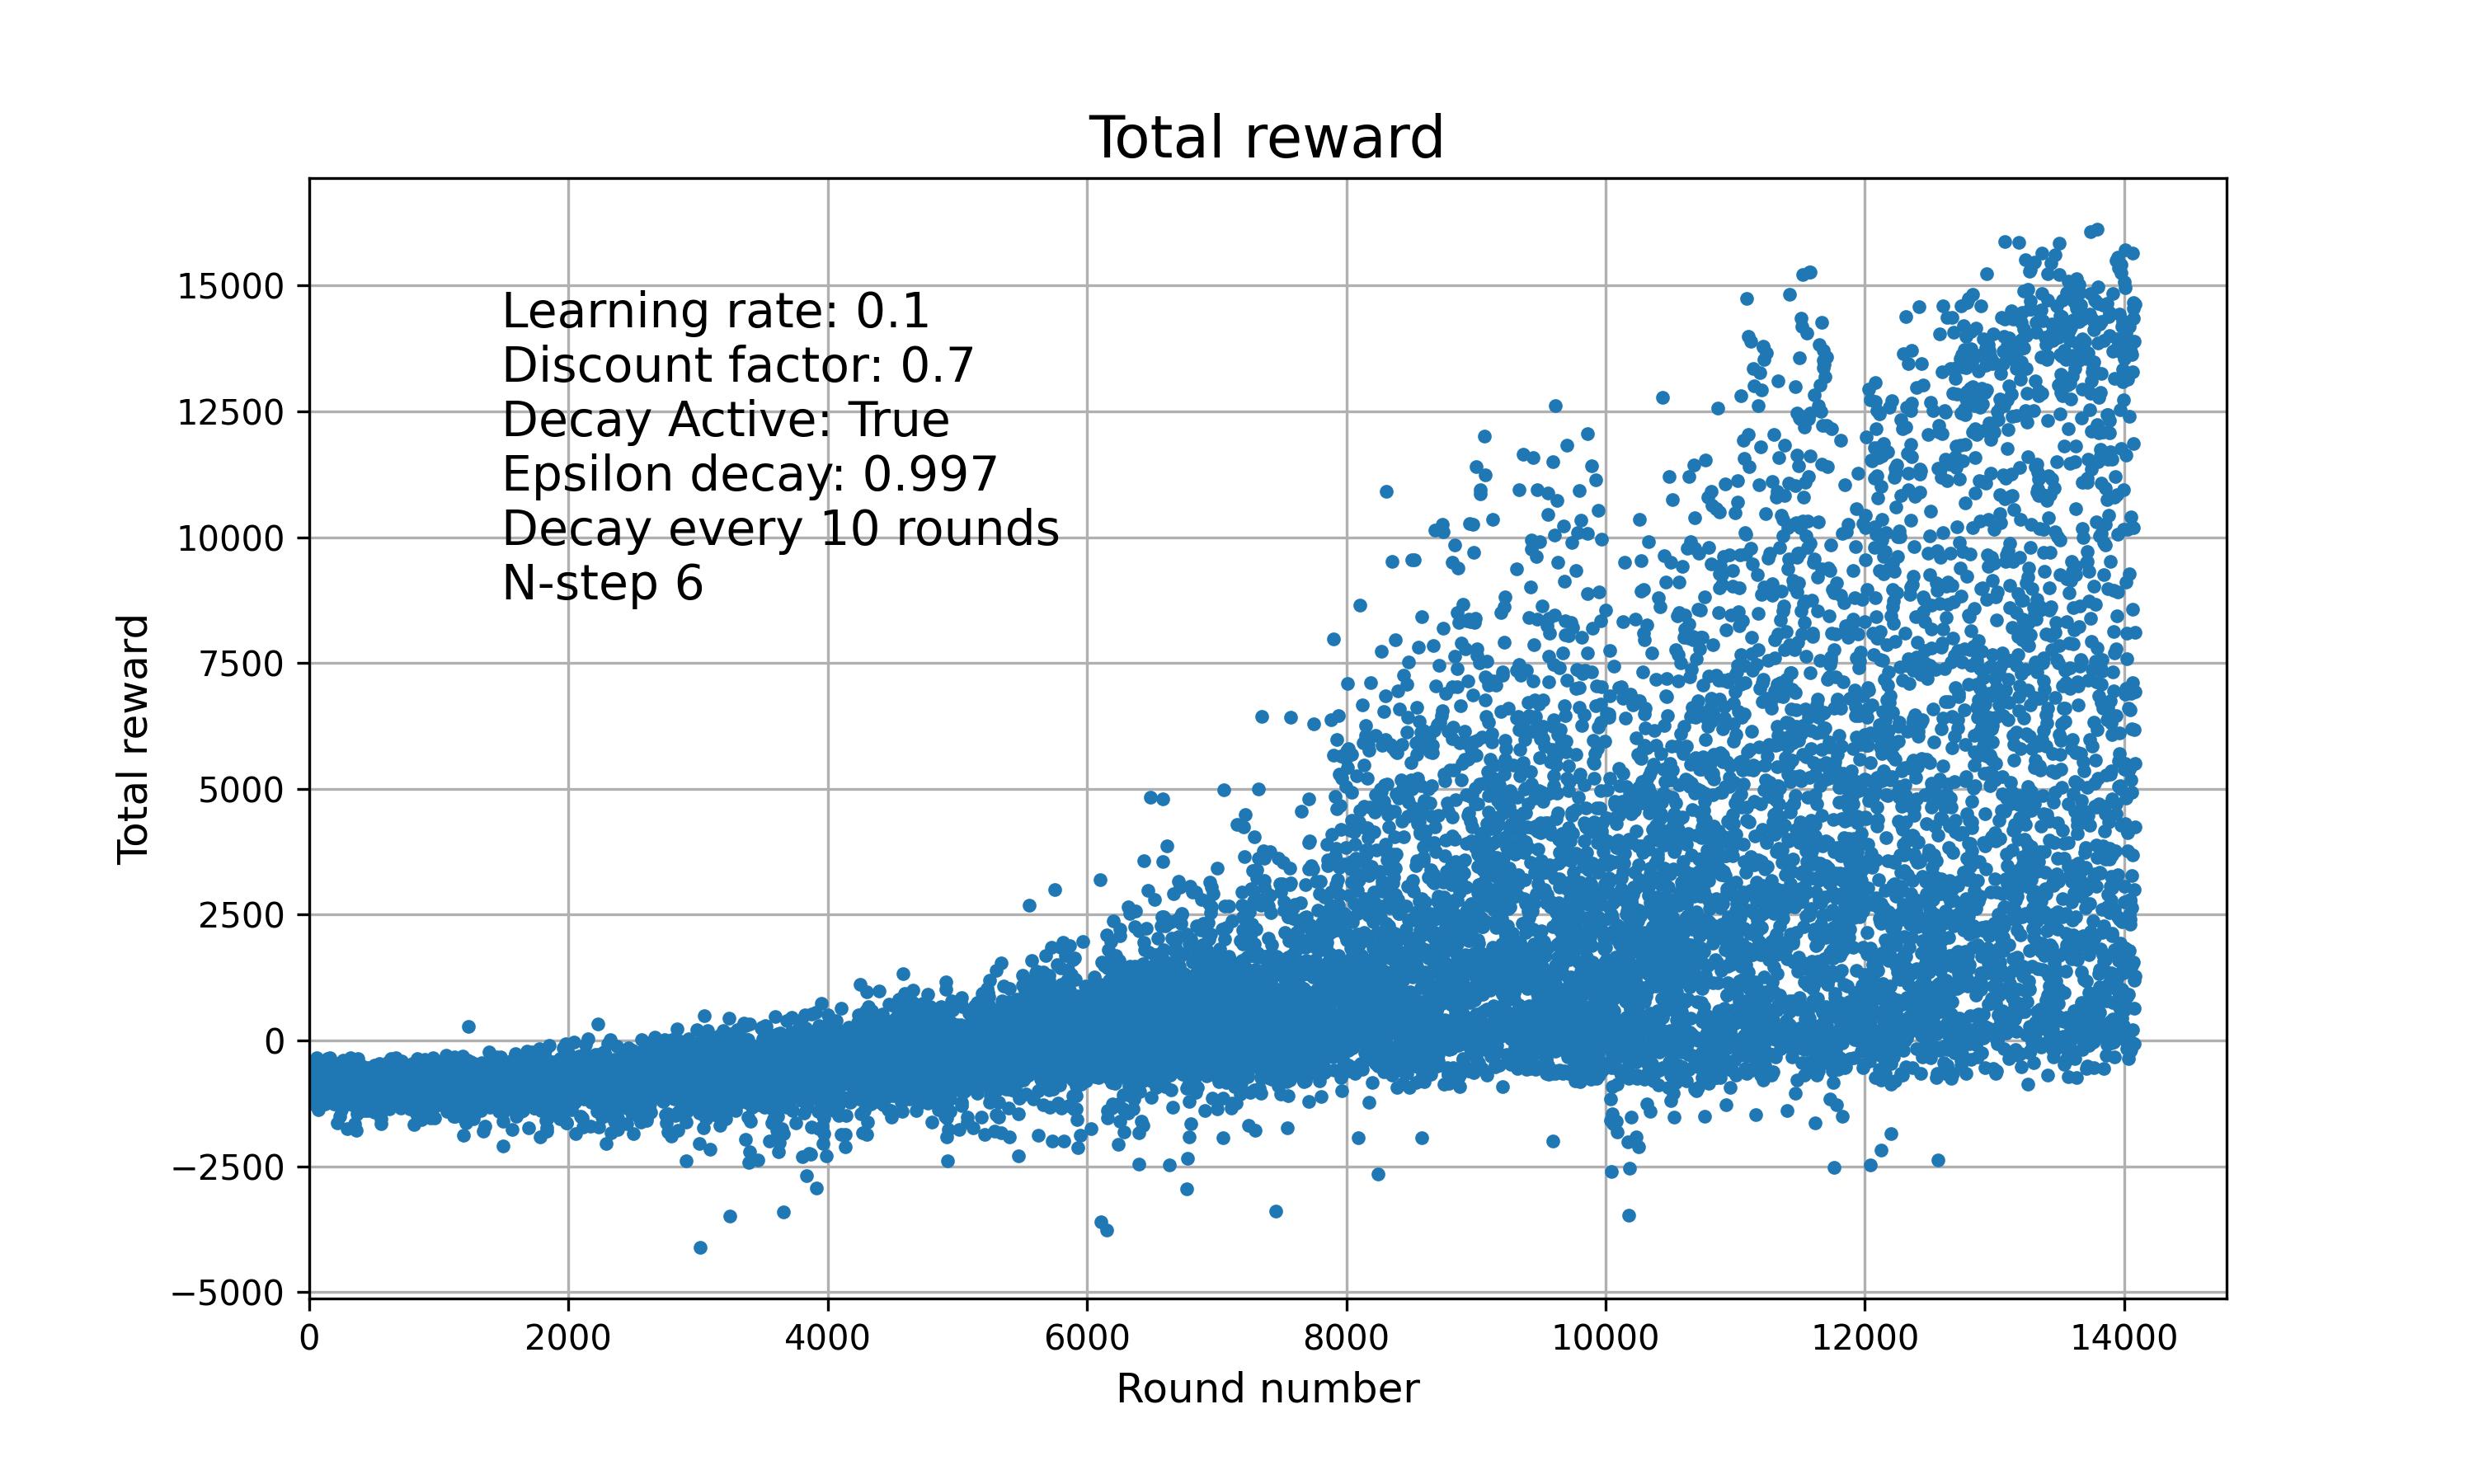 Total reward
Learning rate: 0.1
Discount factor: 0.7
Decay Active: True
Epsilon decay: 0.997
Decay every 10 rounds
N-step 6
Total reward
15000
12500
10000
7500
5000
2500
0
−2500
−5000
0 2000 4000 6000 8000 10000 12000 14000
Round number